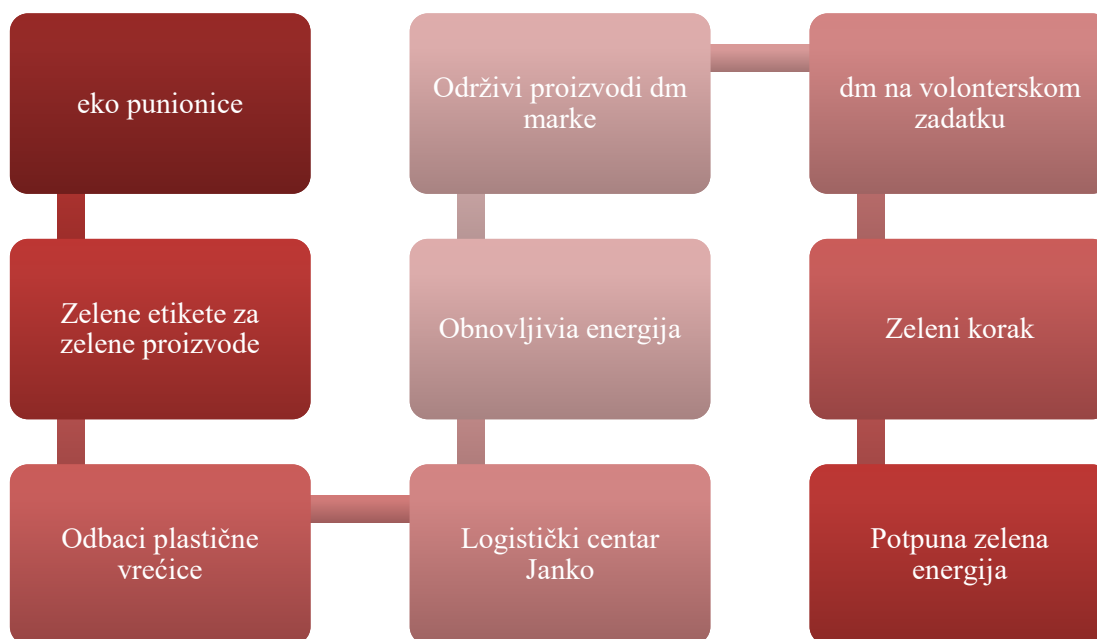 eko punionice
Zelene etikete za
zelene proizvode
Odbaci plastične
vrećice
Logistički centar
Janko
Obnovljivia energija
Održivi proizvodi dm
marke
dm na volonterskom
zadatku
Zeleni korak
Potpuna zelena
energija